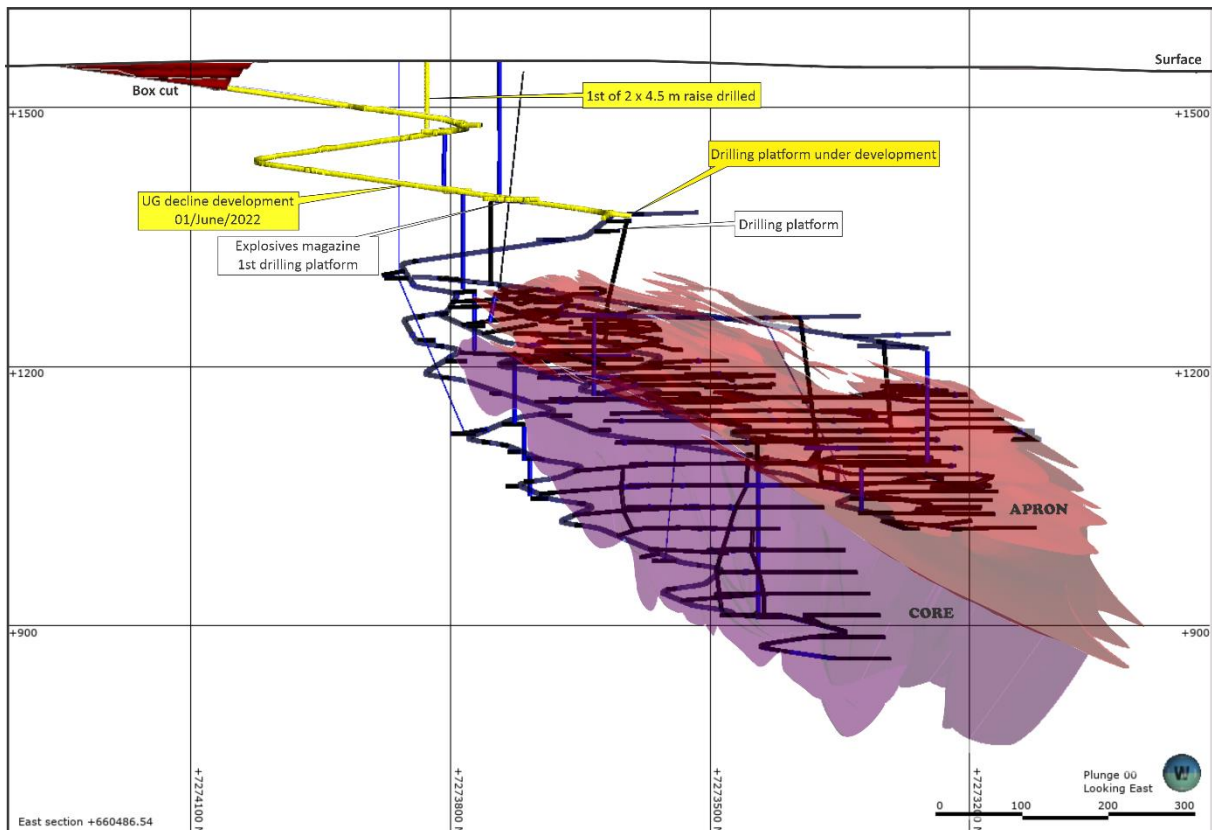 Surface
Box cut
+1500
1st of 2 x 4.5 m raise drilled
+1500
Drilling platform under development
UG decline development
01/June/2022
Explosives magazine
1st drilling platform
Drilling platform
+1200
+1200
APRON
CORE
+900
+900
+7274100 N
+7273800 N
+7273500
+7273200
Plunge 00
Looking East
W
0 100 200 300
East section +660486.54